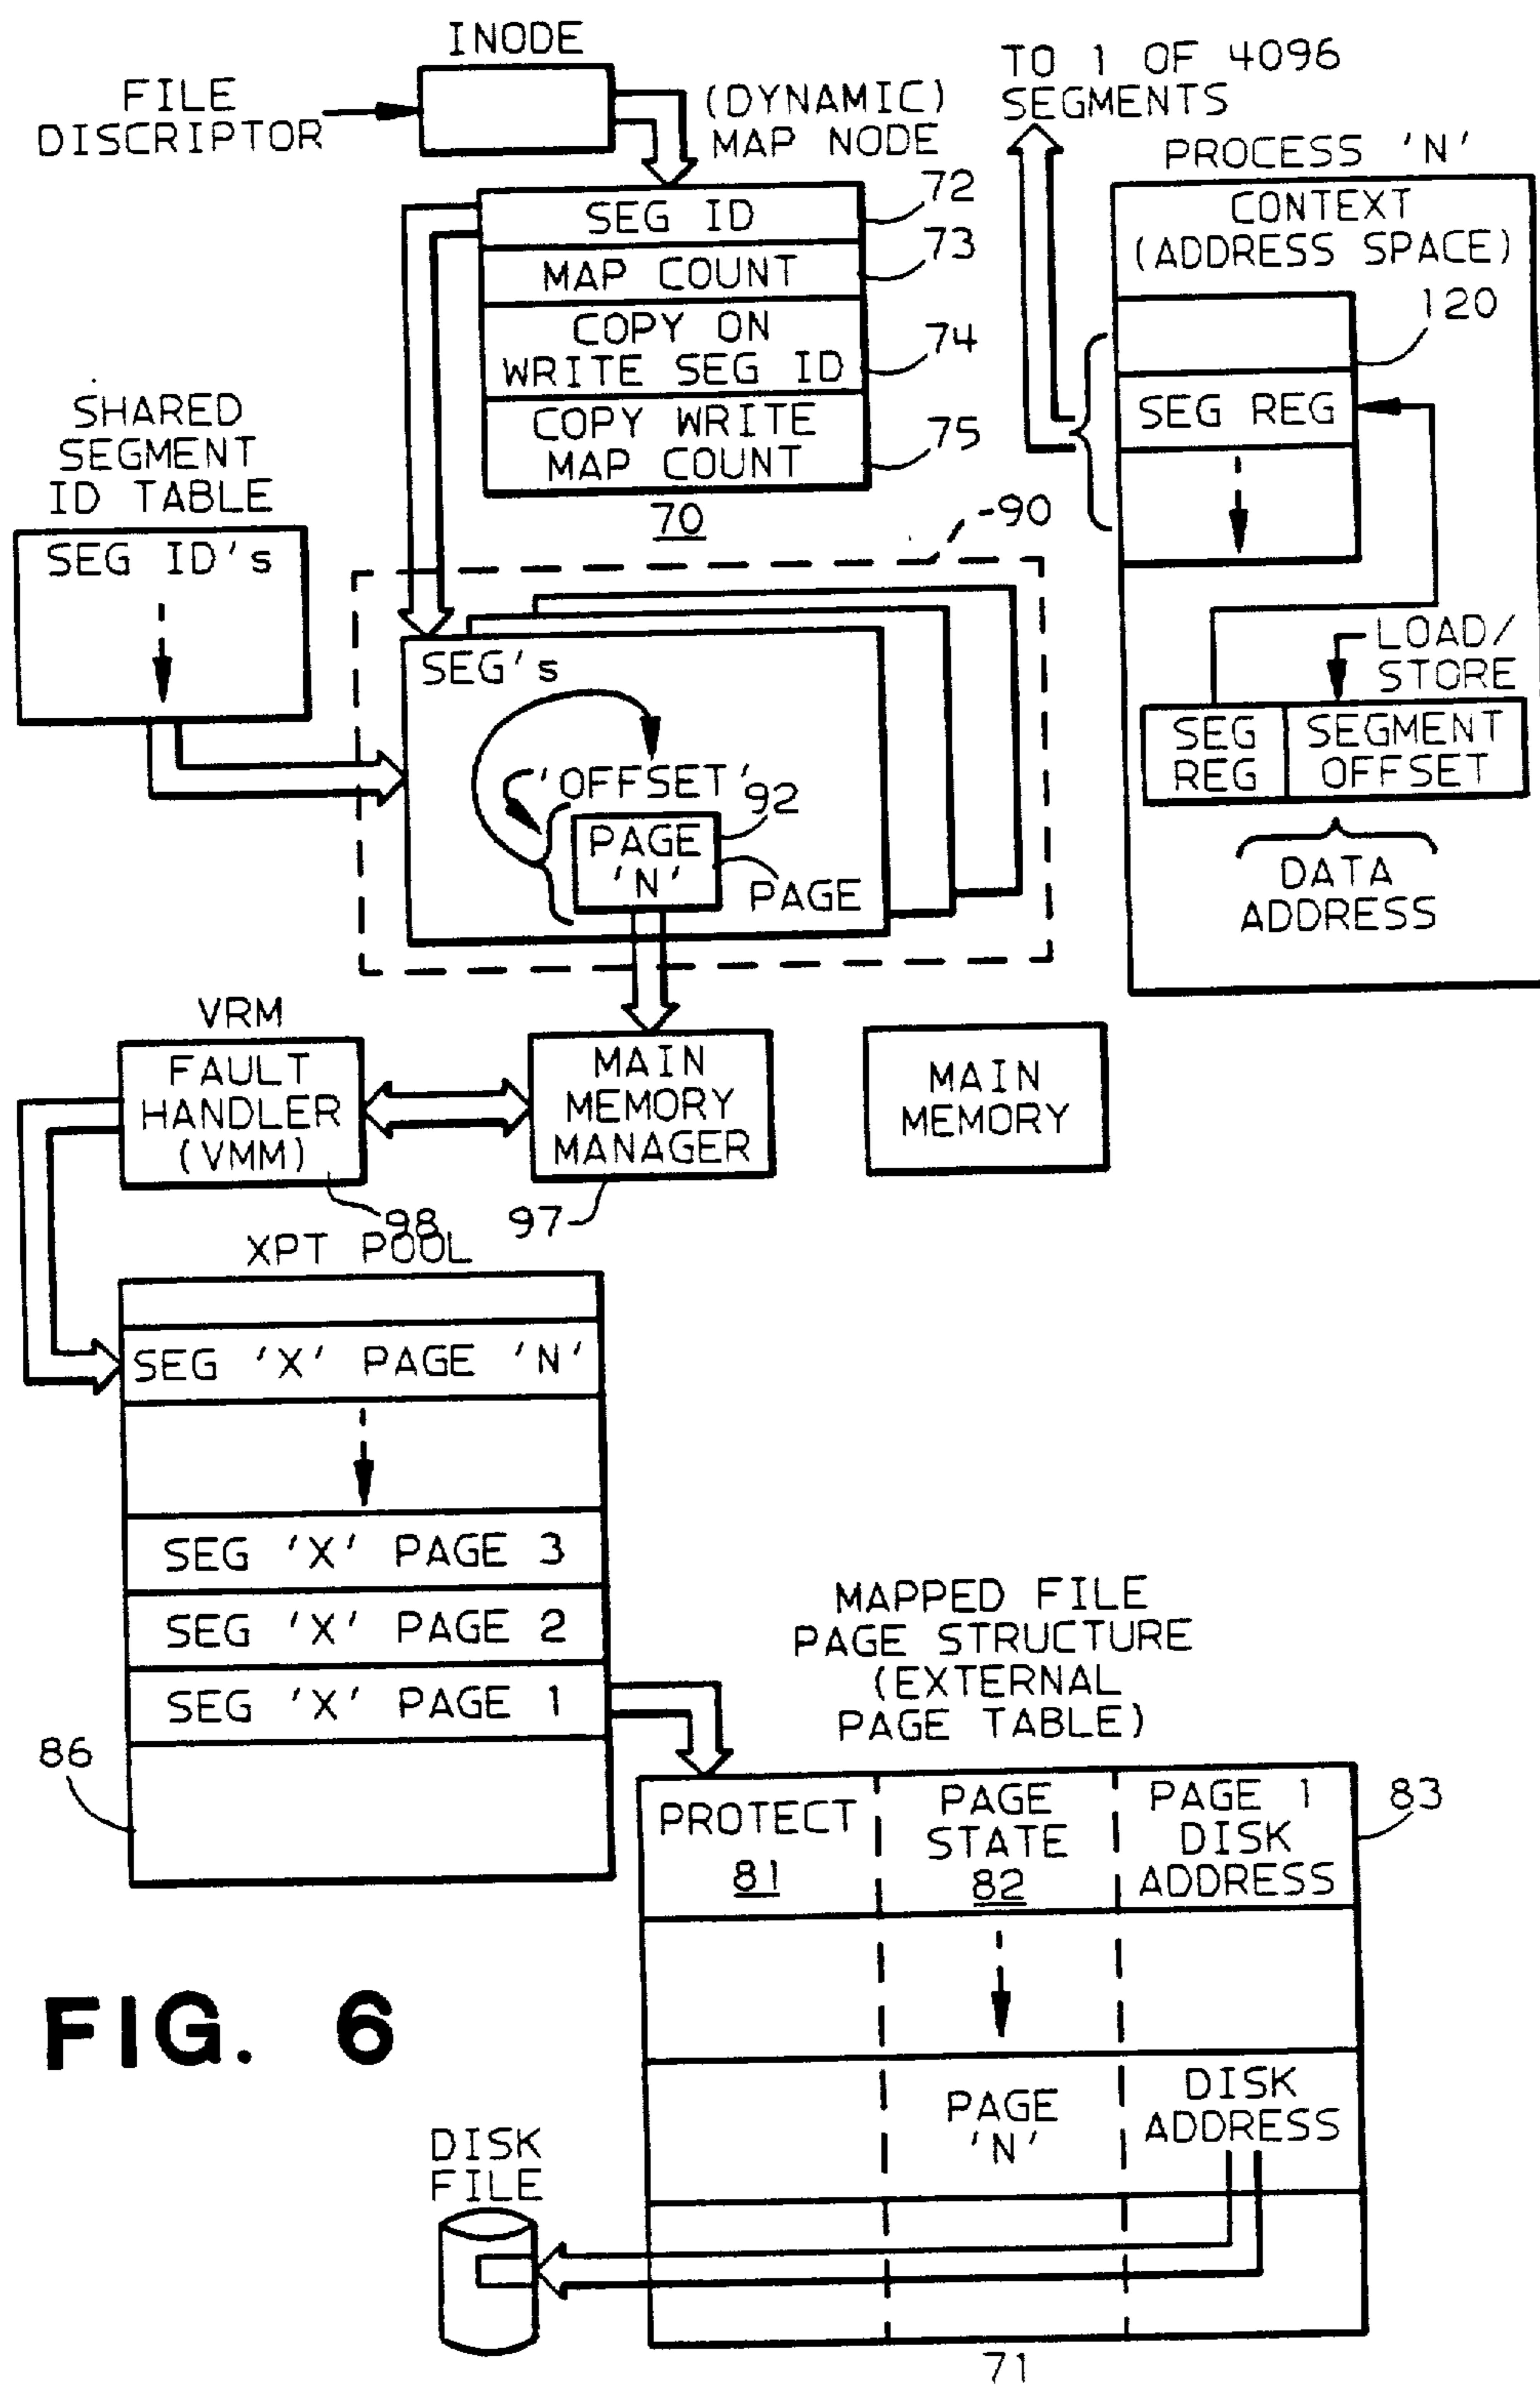 INODE
FILE
DISCRIPTOR
(DYNAMIC)
MAP NODE
SEG ID
72
MAP COUNT
73
COPY ON
WRITE SEG ID
74
COPY WRITE
MAP COUNT
75
70
TO 1 OF 4096
SEGMENTS
PROCESS 'N'
CONTEXT
(ADDRESS SPACE)
120
SEG REG
LOAD/
STORE
SEG
REG
SEGMENT
OFFSET
DATA
ADDRESS
SHARED
SEGMENT
ID TABLE
SEG ID's
90
SEG's
'OFFSET'
92
PAGE
'N'
PAGE
VRM
FAULT
HANDLER
(VMM)
98
MAIN
MEMORY
MANAGER
97
MAIN
MEMORY
XPT POOL
SEG 'X' PAGE 'N'
SEG 'X' PAGE 3
SEG 'X' PAGE 2
SEG 'X' PAGE 1
86
MAPPED FILE
PAGE STRUCTURE
(EXTERNAL
PAGE TABLE)
PROTECT
81
PAGE
STATE
82
PAGE 1
DISK
ADDRESS
83
PAGE
'N'
DISK
ADDRESS
DISK
FILE
71
FIG. 6